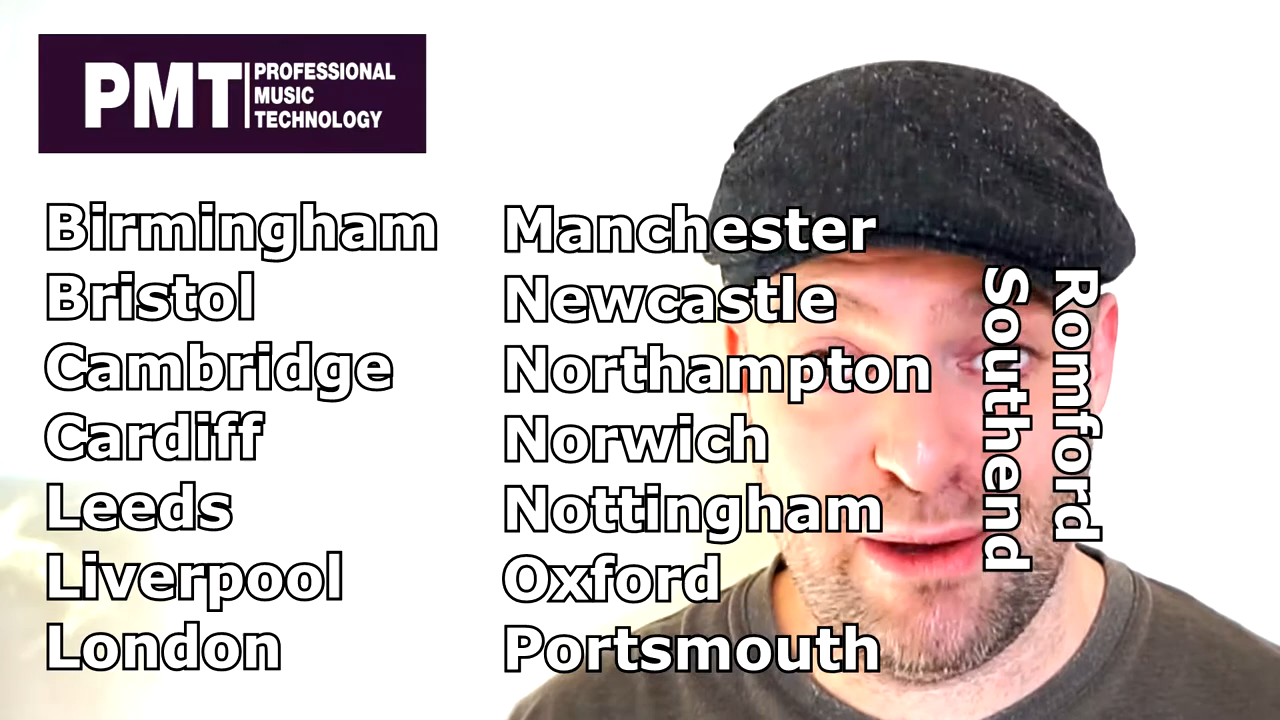 PMT
PROFESSIONAL
MUSIC
TECHNOLOGY
Birmingham
Bristol
Cambridge
Cardiff
Leeds
Liverpool
London
Manchester
Newcastle
Northampton
Norwich
Nottingham
Oxford
Portsmouth
Romford
Southend